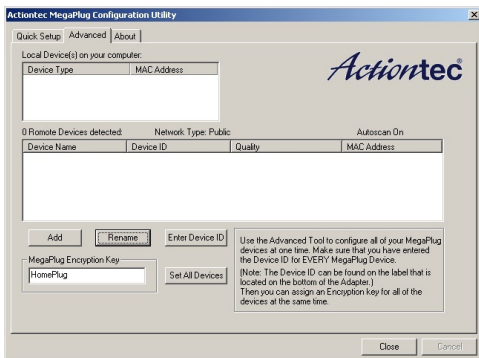 Actiontec MegaPlug Configuration Utility
Quick Setup Advanced About
Local Device(s) on your computer:
Device Type MAC Address
Actiontec
0 Romote Devices detected: Network Type: Public Autoscan On
Device Name Device ID Quality MAC Address
Add Rename Enter Device ID
MegaPlug Encryption Key
HomePlug
Set All Devices
Use the Advanced Tool to configure all of your MegaPlug
devices at one time. Make sure that you have entered
the Device ID for EVERY MegaPlug Device.
(Note: The Device ID can be found on the label that is
located on the bottom of the Adapter.)
Then you can assign an Encryption key for all of the
devices at the same time.
Close Cancel